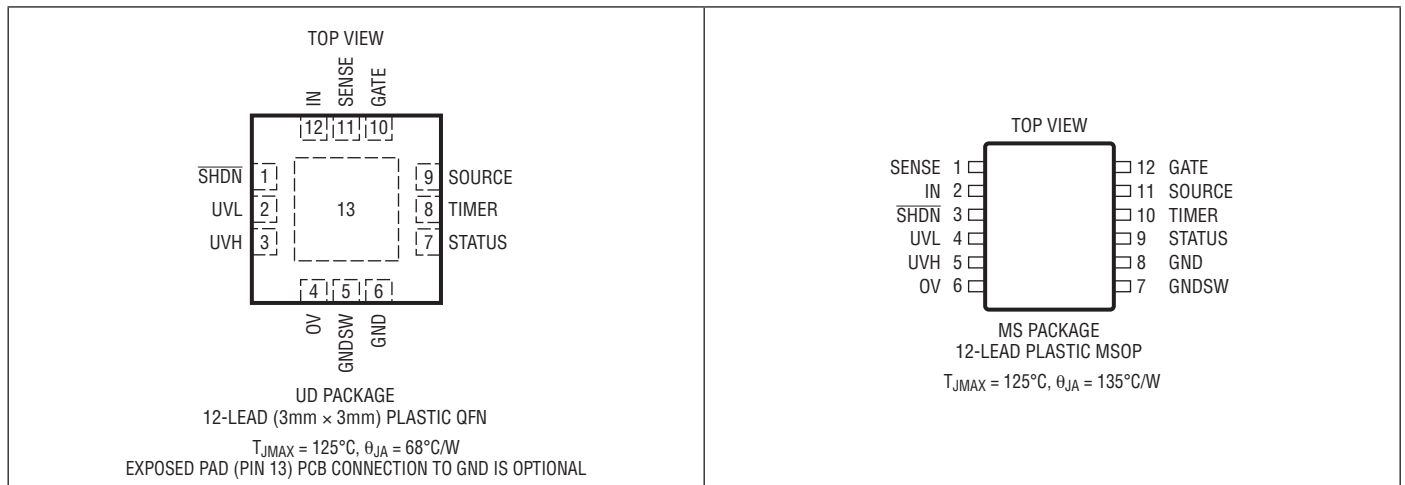 TOP VIEW
IN
SENSE
GATE
12 11 10
SHDN 1
UVL 2
UVH 3
13
9 SOURCE
8 TIMER
7 STATUS
4 5 6
OV
GNDSW
GND
UD PACKAGE
12-LEAD (3mm × 3mm) PLASTIC QFN
TJMAX = 125°C, θJA = 68°C/W
EXPOSED PAD (PIN 13) PCB CONNECTION TO GND IS OPTIONAL
TOP VIEW
SENSE 1
IN 2
SHDN 3
UVL 4
UVH 5
OV 6
12 GATE
11 SOURCE
10 TIMER
9 STATUS
8 GND
7 GNDSW
MS PACKAGE
12-LEAD PLASTIC MSOP
TJMAX = 125°C, θJA = 135°C/W